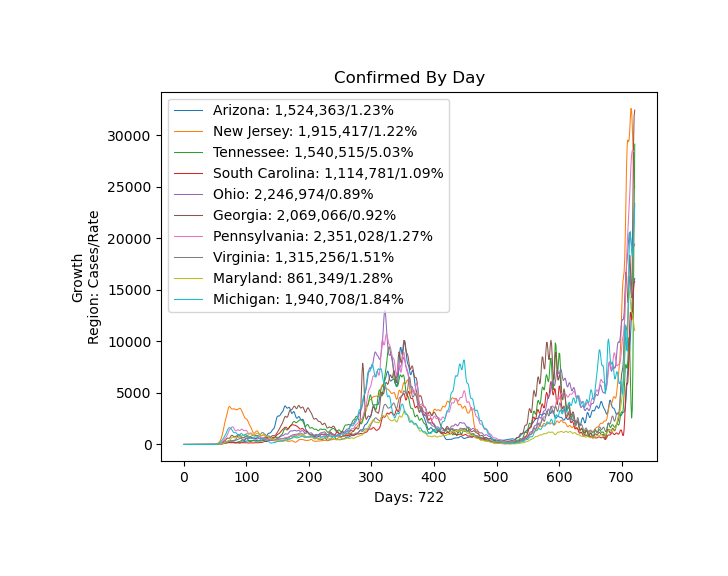 Confirmed By Day
Arizona: 1,524,363/1.23%
New Jersey: 1,915,417/1.22%
Tennessee: 1,540,515/5.03%
South Carolina: 1,114,781/1.09%
Ohio: 2,246,974/0.89%
Georgia: 2,069,066/0.92%
Pennsylvania: 2,351,028/1.27%
Virginia: 1,315,256/1.51%
Maryland: 861,349/1.28%
Michigan: 1,940,708/1.84%
30000
25000
20000
15000
10000
5000
0
Growth
Region: Cases/Rate
0 100 200 300 400 500 600 700
Days: 722